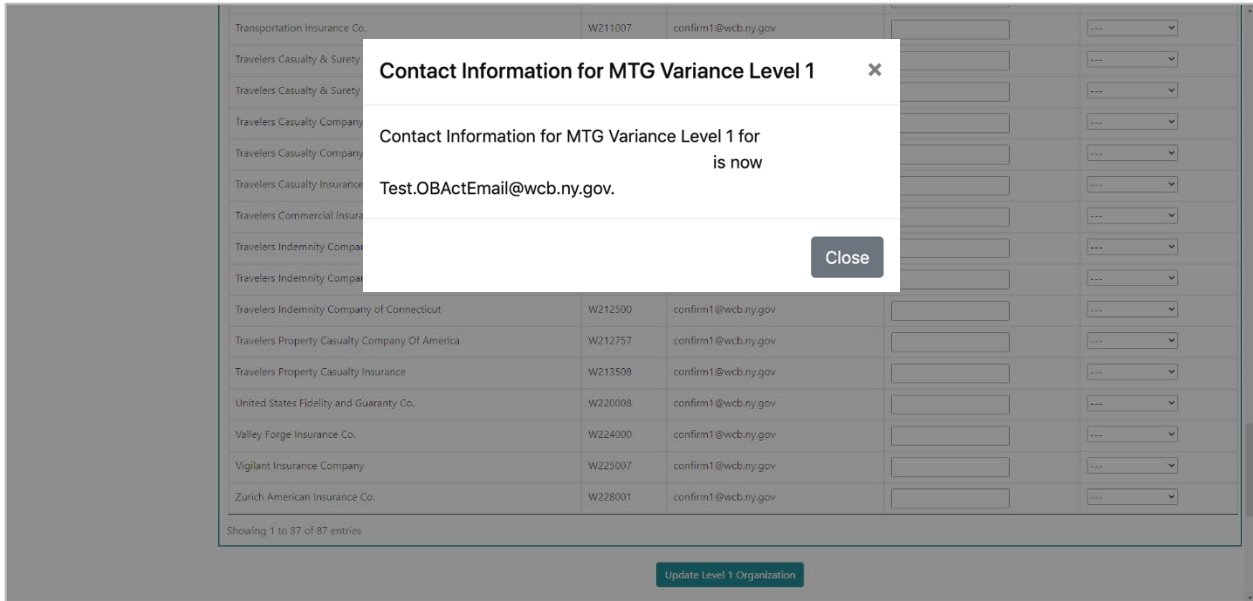 Transportation Insurance Co. W211007 confirm1@wcb.ny.gov ---
Travelers Casualty & Surety ---
Travelers Casualty & Surety ---
Travelers Casualty Company ---
Travelers Casualty Company ---
Travelers Casualty Insurance ---
Travelers Commercial Insura ---
Travelers Indemnity Compa ---
Travelers Indemnity Compa ---
Contact Information for MTG Variance Level 1 ×
Contact Information for MTG Variance Level 1 for
is now
Test.OBActEmail@wcb.ny.gov.
Close
Travelers Indemnity Company of Connecticut W212500 confirm1@wcb.ny.gov ---
Travelers Property Casualty Company Of America W212757 confirm1@wcb.ny.gov ---
Travelers Property Casualty Insurance W213508 confirm1@wcb.ny.gov ---
United States Fidelity and Guaranty Co. W220008 confirm1@wcb.ny.gov ---
Valley Forge Insurance Co. W224000 confirm1@wcb.ny.gov ---
Vigilant Insurance Company W225007 confirm1@wcb.ny.gov ---
Zurich American Insurance Co. W228001 confirm1@wcb.ny.gov ---
Showing 1 to 87 of 87 entries
Update Level 1 Organization